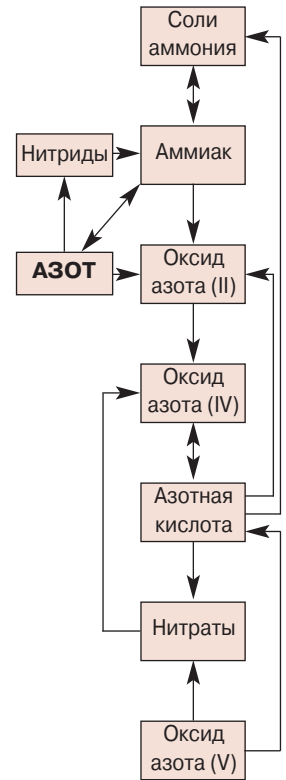 Соли
аммония
Нитриды
Аммиак
АЗОТ
Оксид
азота (II)
Оксид
азота (IV)
Азотная
кислота
Нитраты
Оксид
азота (V)